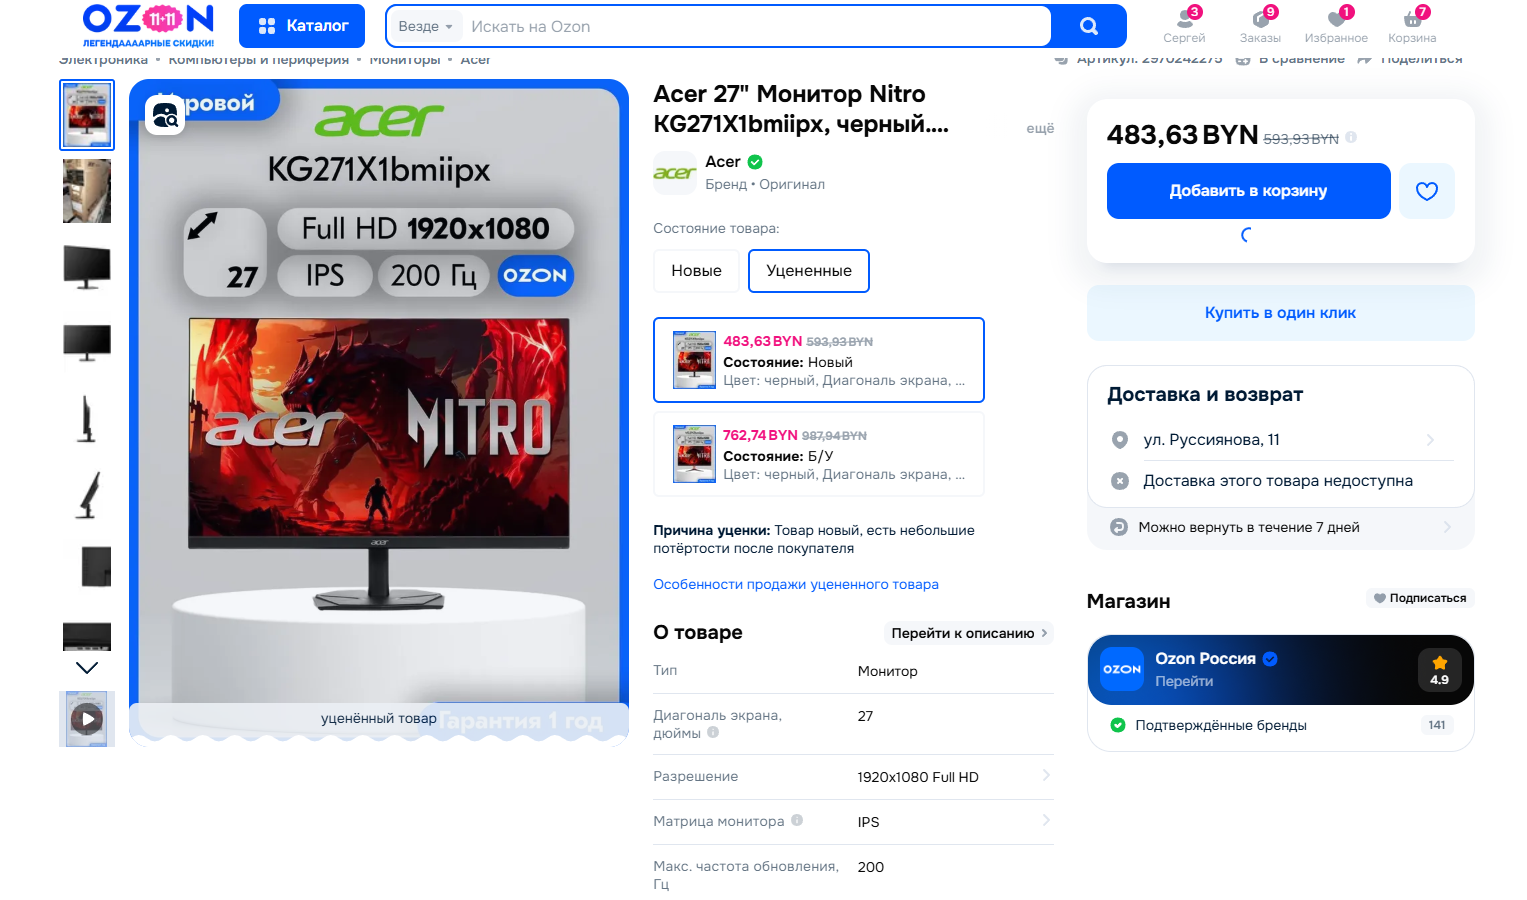 OZON
11•11
ЛЕГЕНДАААРНЫЕ СКИДКИ!
Каталог
Везде
Искать на Ozon
3
Сергей
9
Заказы
1
Избранное
7
Корзина
Электроника • Компьютеры и периферия • Мониторы • Acer
Артикул: 2970242275
В сравнение
Поделиться
acer
KG271X1bmiipx
Full HD 1920x1080
27
IPS
200 Гц
OZON
acer
NITRO
acer
уценённый товар
Гарантия 1 год
Acer 27" Монитор Nitro
KG271X1bmiipx, черный....
ещё
acer
Acer
Бренд • Оригинал
Состояние товара:
Новые
Уцененные
483,63 BYN 593,93 BYN
Состояние: Новый
Цвет: черный, Диагональ экрана, ...
762,74 BYN 987,94 BYN
Состояние: Б/У
Цвет: черный, Диагональ экрана, ...
Причина уценки: Товар новый, есть небольшие
потёртости после покупателя
Особенности продажи уцененного товара
О товаре
Перейти к описанию
Тип
Монитор
Диагональ экрана,
дюймы
27
Разрешение
1920x1080 Full HD
Матрица монитора
IPS
Макс. частота обновления,
Гц
200
483,63 BYN 593,93 BYN
Добавить в корзину
Купить в один клик
Доставка и возврат
ул. Руссиянова, 11
Доставка этого товара недоступна
Можно вернуть в течение 7 дней
Магазин
Подписаться
OZON
Ozon Россия
Перейти
4.9
Подтверждённые бренды
141